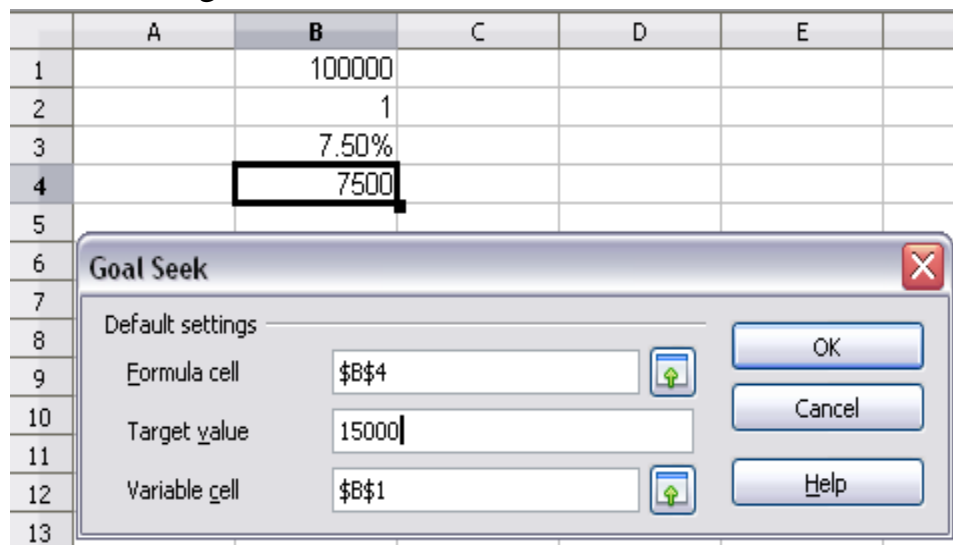 A B C D E
1 100000
2 1
3 7.50%
4 7500
5
6 Goal Seek
7
8 Default settings OK
9 Formula cell $B$4
10 Target value 15000 Cancel
11
12 Variable cell $B$1 Help
13